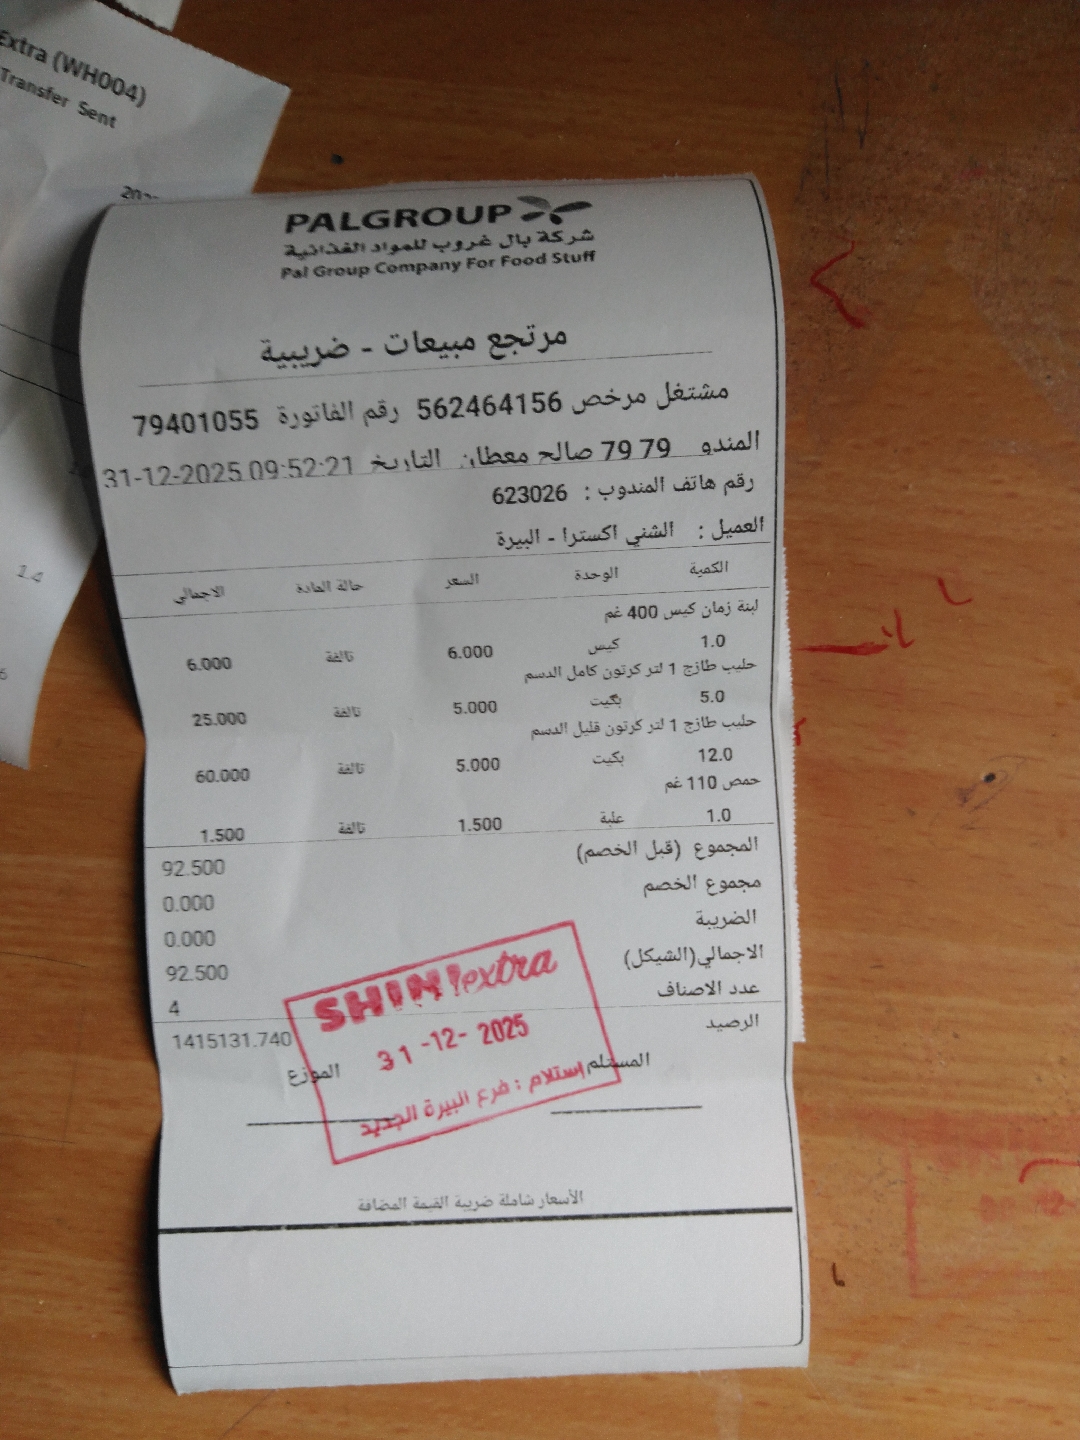 Extra (WH004)
Transfer Sent
1.4
PALGROUP
شركة بال غروب للمواد الغذائية
Pal Group Company For Food Stuff
مرتجع مبيعات - ضريبية
مشتغل مرخص 562464156 رقم الفاتورة 79401055
المندو 79 79 صالح معطان التاريخ 31-12-2025 09:52:21
رقم هاتف المندوب : 623026
العميل : الشني اكسترا - البيرة
الكمية الوحدة السعر حالة المادة الاجمالي
لبنة زمان كيس 400 غم
1.0 كيس 6.000 تالفة 6.000
حليب طازج 1 لتر كرتون كامل الدسم
5.0 بكيت 5.000 تالفة 25.000
حليب طازج 1 لتر كرتون قليل الدسم
12.0 بكيت 5.000 تالفة 60.000
حمص 110 غم
1.0 علبة 1.500 تالفة 1.500
المجموع (قبل الخصم) 92.500
مجموع الخصم 0.000
الضريبة 0.000
الاجمالي(الشيكل) 92.500
عدد الاصناف 4
الرصيد 1415131.740
المستلم الموزع
SHINI extra
31-12-2025
استلام : فرع البيرة الجديد
الأسعار شاملة ضريبة القيمة المضافة